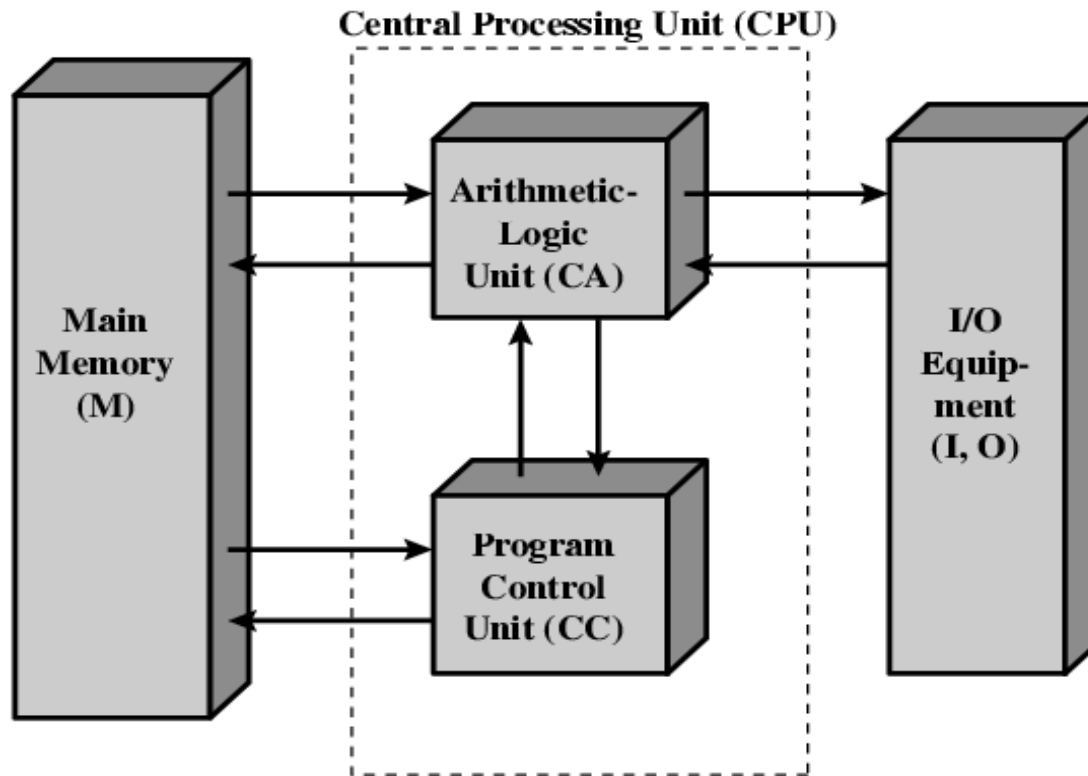 Central Processing Unit (CPU)
Main
Memory
(M)
Arithmetic-
Logic
Unit (CA)
Program
Control
Unit (CC)
I/O
Equip-
ment
(I, O)